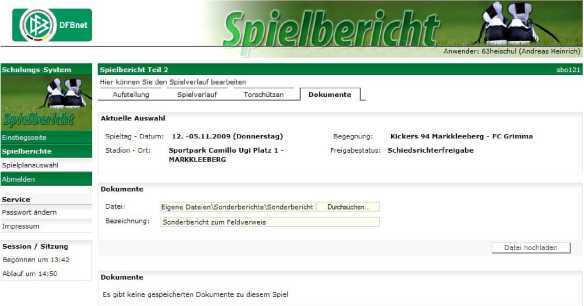 DFBnet
Spielbericht
Anwender: 63heischul (Andreas Heinrich)
Schulungs System
Spielbericht
Einstiegsseite
Spielberichte
Spielplanauswahl
Abmelden
Service
Passwort ändern
Impressum
Session / Sitzung
Begonnen um 13:42
Ablauf um 14:50
Spielbericht Teil 2 sbo121
Hier können Sie den Spielverlauf bearbeiten
Aufstellung Spielverlauf Torschützen Dokumente
Aktuelle Auswahl
Spieltag - Datum: 12. -05.11.2009 (Donnerstag) Begegnung: Kickers 94 Markkleeberg - FC Grimma
Stadion - Ort: Sportpark Camillo Ugi Platz 1 - Freigabestatus: Schiedsrichterfreigabe
MARKKLEEBERG
Dokumente
Datei: Eigene Dateien\Sonderberichte\Sonderbericht Durchsuchen...
Bezeichnung: Sonderbericht zum Feldverweis
Datei hochladen
Dokumente
Es gibt keine gespeicherten Dokumente zu diesem Spiel